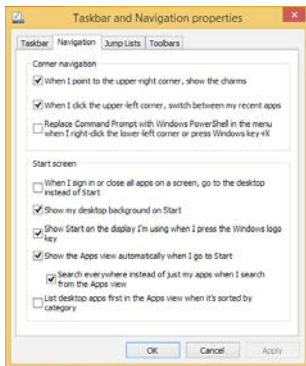 Taskbar and Navigation properties
Taskbar Navigation Jump Lists Toolbars
Corner navigation
When I point to the upper-right corner, show the charms
When I click the upper-left corner, switch between my recent apps
Replace Command Prompt with Windows PowerShell in the menu
when I right-click the lower-left corner or press Windows key+X
Start screen
When I sign in or close all apps on a screen, go to the desktop
instead of Start
Show my desktop background on Start
Show Start on the display I'm using when I press the Windows logo
key
Show the Apps view automatically when I go to Start
Search everywhere instead of just my apps when I search
from the Apps view
List desktop apps first in the Apps view when it's sorted by
category
OK Cancel Apply